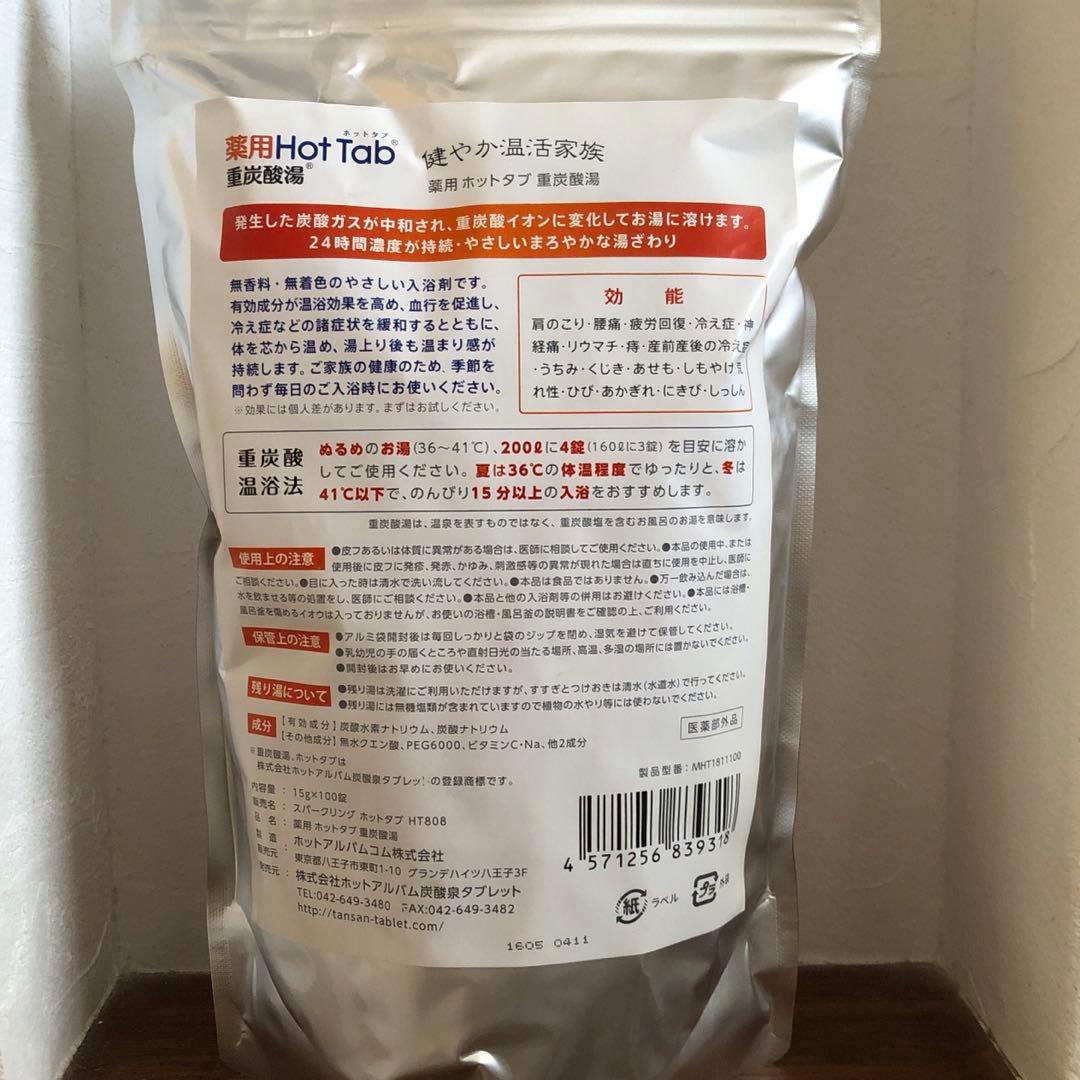 ホットタブ
薬用Hot Tab®
重炭酸湯®
健やか温活家族
薬用 ホットタブ 重炭酸湯
発生した炭酸ガスが中和され、重炭酸イオンに変化してお湯に溶けます。
24時間濃度が持続・やさしいまろやかな湯ざわり
無香料・無着色のやさしい入浴剤です。
有効成分が温浴効果を高め、血行を促進し、
冷え症などの諸症状を緩和するとともに、
体を芯から温め、湯上り後も温まり感が
持続します。ご家族の健康のため、季節を
問わず毎日のご入浴時にお使いください。
※効果には個人差があります。まずはお試しください。
効 能
肩のこり・腰痛・疲労回復・冷え症・神
経痛・リウマチ・痔・産前産後の冷え症
・うちみ・くじき・あせも・しもやけ・荒
れ性・ひび・あかぎれ・にきび・しっしん
重炭酸
温浴法
ぬるめのお湯(36～41℃)、200ℓに4錠(160ℓに3錠)を目安に溶か
してご使用ください。夏は36℃の体温程度でゆったりと、冬は
41℃以下で、のんびり15分以上の入浴をおすすめします。
重炭酸湯は、温泉を表すものではなく、重炭酸塩を含むお風呂のお湯を意味します。
使用上の注意 ●皮フあるいは体質に異常がある場合は、医師に相談してご使用ください。●本品の使用中、または
使用後に皮フに発疹、発赤、かゆみ、刺激感等の異常が現れた場合は直ちに使用を中止し、医師に
ご相談ください。●目に入った時は清水で洗い流してください。●本品は食品ではありません。●万一飲み込んだ場合は、
水を飲ませる等の処置をし、医師にご相談ください。●本品と他の入浴剤等の併用はお避けください。●本品には浴槽・
風呂釜を傷めるイオウは入っておりませんが、お使いの浴槽・風呂釜の説明書をご確認の上、ご利用ください。
保管上の注意 ●アルミ袋開封後は毎回しっかりと袋のジップを閉め、湿気を避けて保管してください。
●乳幼児の手の届くところや直射日光の当たる場所、高温、多湿の場所には置かないでください。
●開封後はお早めにお使いください。
残り湯について ●残り湯は洗濯にご利用いただけますが、すすぎとつけおきは清水(水道水)で行ってください。
●残り湯には無機塩類が含まれていますので植物の水やり等には使わないでください。
成分 【有効成分】炭酸水素ナトリウム、炭酸ナトリウム
【その他成分】無水クエン酸、PEG6000、ビタミンC・Na、他2成分
医薬部外品
※重炭酸湯、ホットタブは
株式会社ホットアルバム炭酸泉タブレットの登録商標です。
製品型番：MHT1811100
内容量：15g×100錠
販売名：スパークリング ホットタブ HT808
品 名：薬用 ホットタブ 重炭酸湯
製 造：ホットアルバムコム株式会社
販売元 東京都八王子市東町1-10 グランデハイツ八王子3F
発売元：株式会社ホットアルバム炭酸泉タブレット
TEL:042-649-3480 FAX:042-649-3482
http://tansan-tablet.com/
4 571256 839318
紙 ラベル
プラ 外装
1605 0411